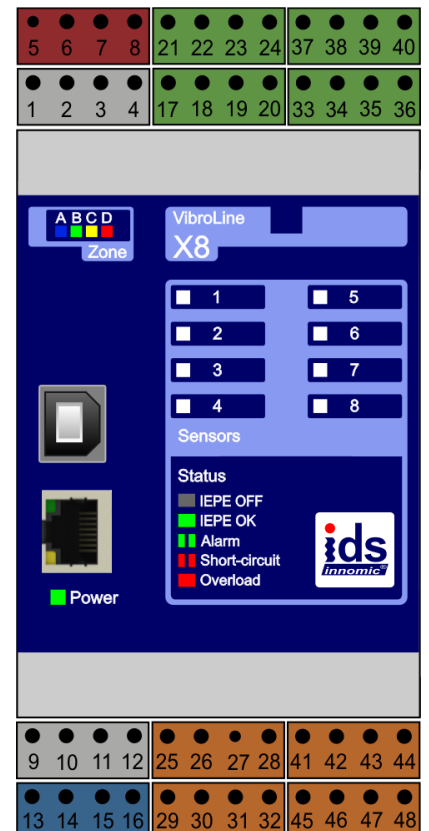 5 6 7 8 21 22 23 24 37 38 39 40
1 2 3 4 17 18 19 20 33 34 35 36
A B C D
Zone
VibroLine
X8
1 5
2 6
3 7
4 8
Sensors
Status
IEPE OFF
IEPE OK
Alarm
Short-circuit
Overload
ids
innomic®
Power
9 10 11 12 25 26 27 28 41 42 43 44
13 14 15 16 29 30 31 32 45 46 47 48